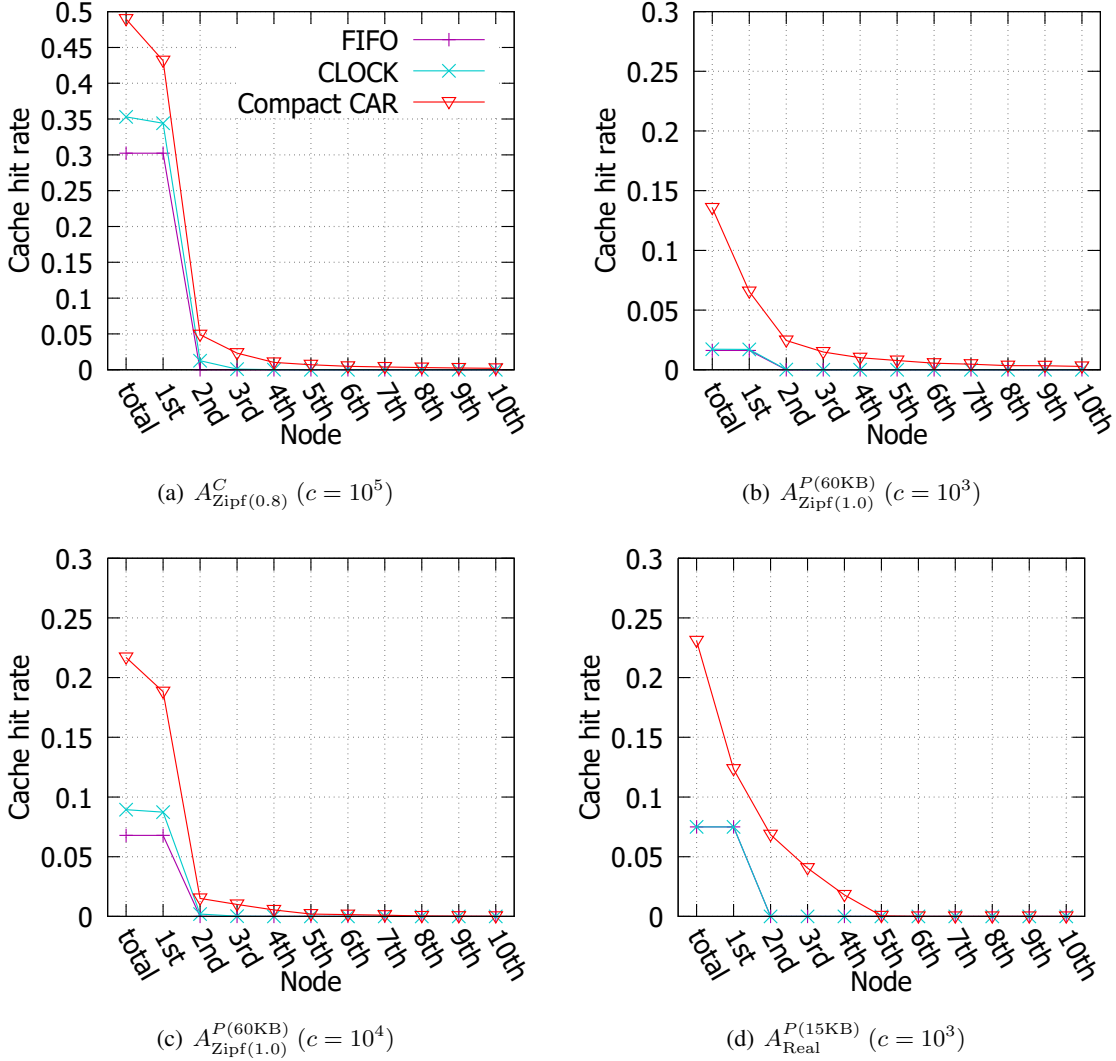 0.5
0.45
0.4
0.35
0.3
0.25
0.2
0.15
0.1
0.05
0
Cache hit rate
FIFO
CLOCK
Compact CAR
total
1st
2nd
3rd
4th
5th
6th
7th
8th
9th
10th
Node
(a) A^C_Zipf(0.8) (c = 10^5)
0.3
0.25
0.2
0.15
0.1
0.05
0
Cache hit rate
total
1st
2nd
3rd
4th
5th
6th
7th
8th
9th
10th
Node
(b) A^P(60KB)_Zipf(1.0) (c = 10^3)
0.3
0.25
0.2
0.15
0.1
0.05
0
Cache hit rate
total
1st
2nd
3rd
4th
5th
6th
7th
8th
9th
10th
Node
(c) A^P(60KB)_Zipf(1.0) (c = 10^4)
0.3
0.25
0.2
0.15
0.1
0.05
0
Cache hit rate
total
1st
2nd
3rd
4th
5th
6th
7th
8th
9th
10th
Node
(d) A^P(15KB)_Real (c = 10^3)